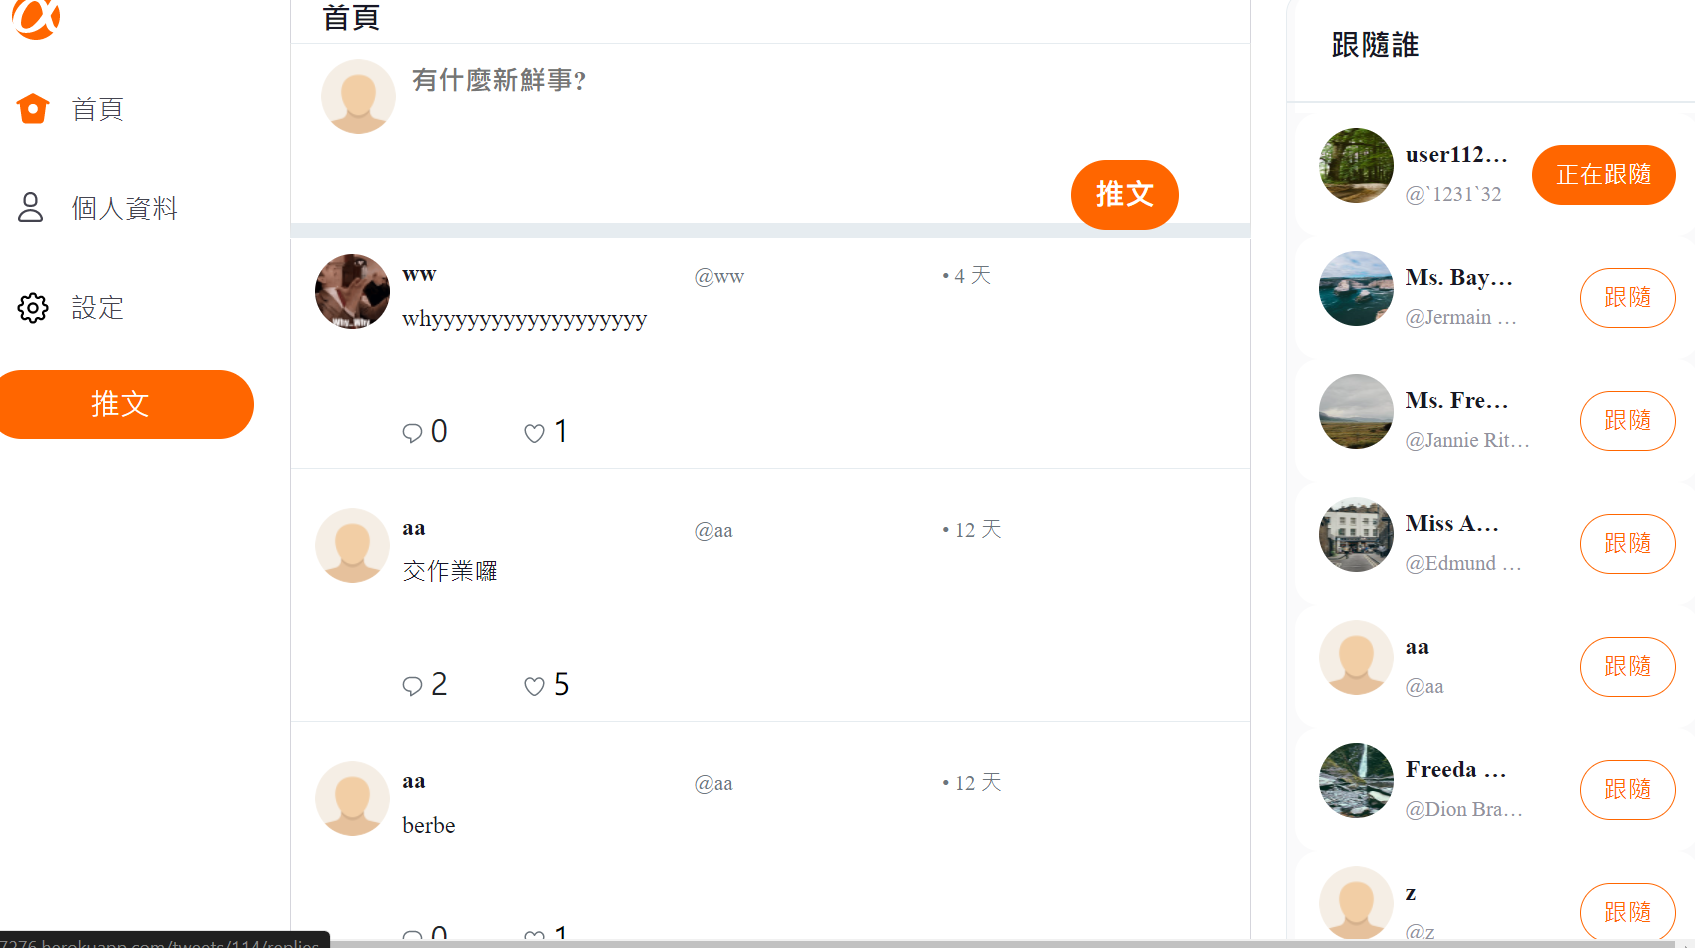 首頁
個人資料
設定
推文
首頁
有什麼新鮮事?
推文
ww @ww • 4 天
whyyyyyyyyyyyyyyyyyy
0 1
aa @aa • 12 天
交作業囉
2 5
aa @aa • 12 天
berbe
0 1
跟隨誰
user112…
@`1231`32
正在跟隨
Ms. Bay…
@Jermain …
跟隨
Ms. Fre…
@Jannie Rit…
跟隨
Miss A…
@Edmund …
跟隨
aa
@aa
跟隨
Freeda …
@Dion Bra…
跟隨
z
@z
跟隨
7276.herokuapp.com/tweets/114/replies